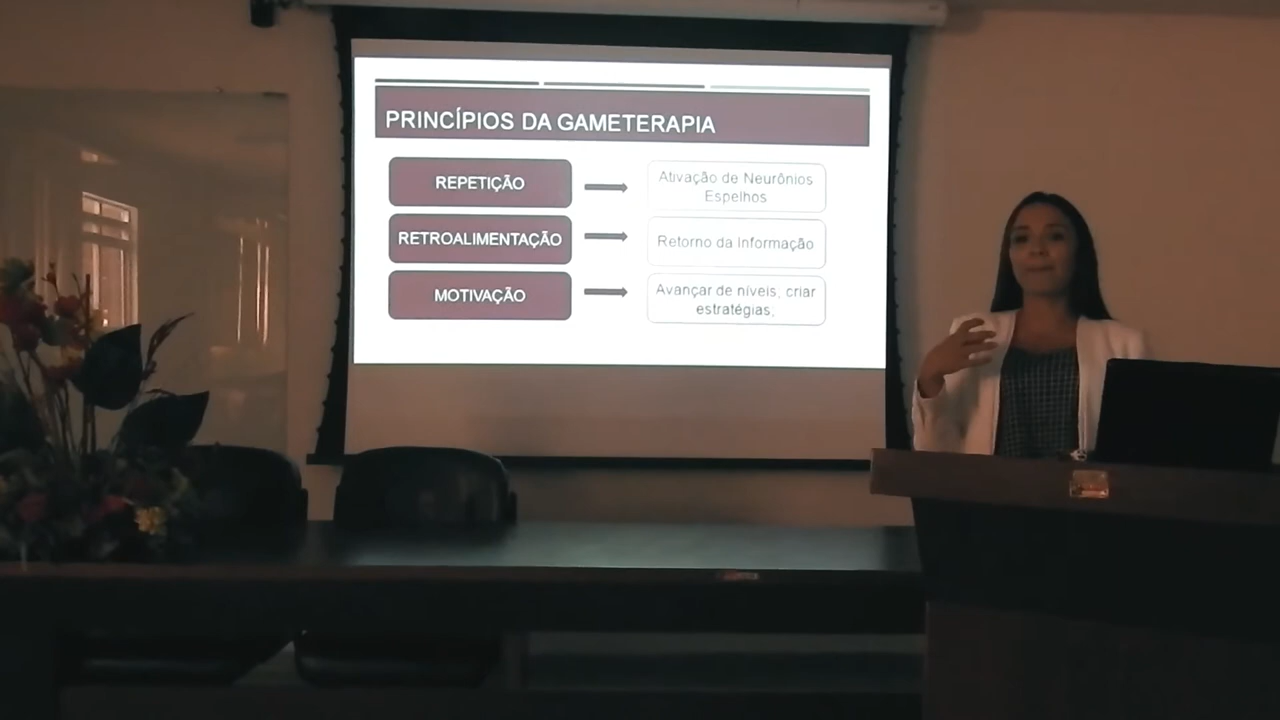 PRINCÍPIOS DA GAMETERAPIA
REPETIÇÃO
Ativação de Neurônios
Espelhos
RETROALIMENTAÇÃO
Retorno da Informação
MOTIVAÇÃO
Avançar de níveis, criar
estratégias;